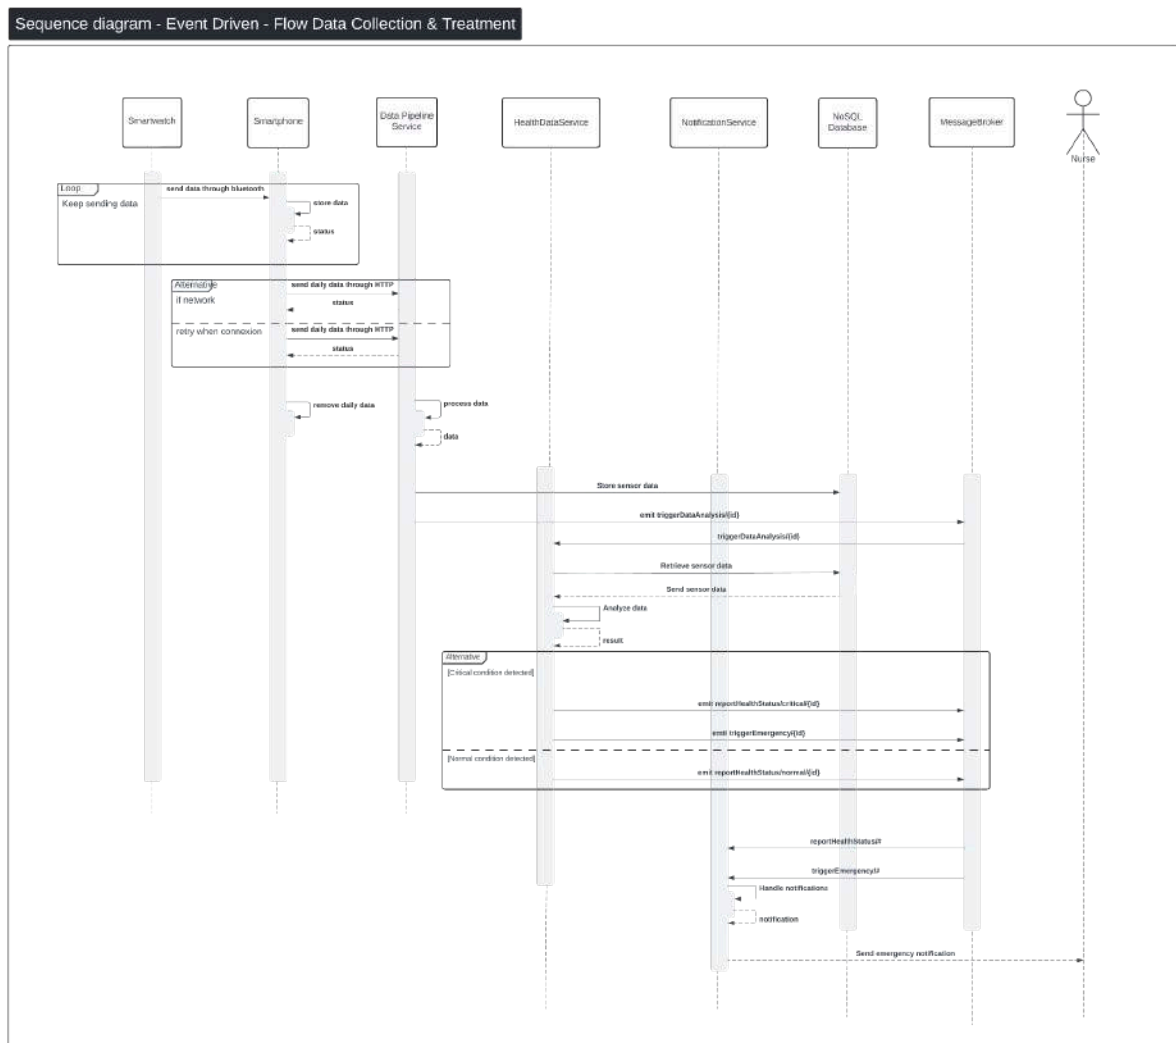 Sequence diagram - Event Driven - Flow Data Collection & Treatment
Smartwatch
Smartphone
Data Pipeline
Service
HealthDataService
NotificationService
NoSQL
Database
MessageBroker
Nurse
Loop
Keep sending data
send data through bluetooth
store data
status
Alternative
if network
send daily data through HTTP
status
retry when connexion
send daily data through HTTP
status
remove daily data
process data
data
Store sensor data
emit triggerDataAnalysis/{id}
triggerDataAnalysis/{id}
Retrieve sensor data
Send sensor data
Analyze data
result
Alternative
[Critical condition detected]
emit reportHealthStatus/critical/{id}
emit triggerEmergency/{id}
[Normal condition detected]
emit reportHealthStatus/normal/{id}
reportHealthStatus/#
triggerEmergency/#
Handle notifications
notification
Send emergency notification